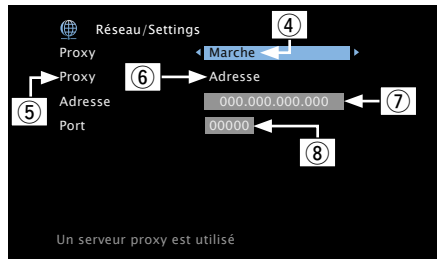 Réseau/Settings
④
Proxy Marche
⑤ Proxy ⑥ Adresse
Adresse 000.000.000.000 ⑦
Port 00000 ⑧
Un serveur proxy est utilisé